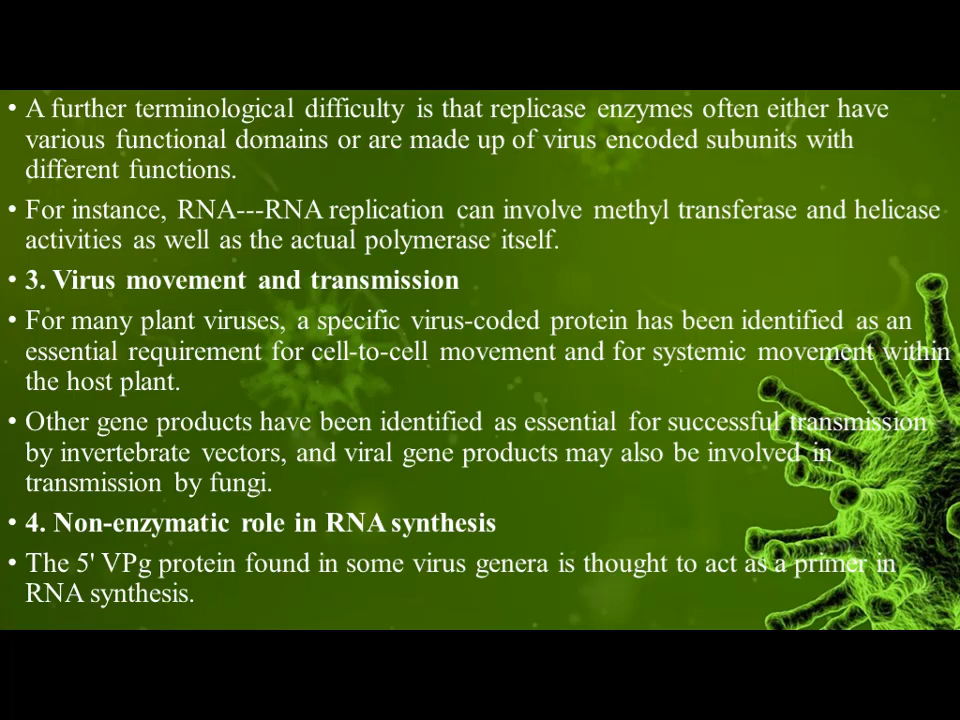 • A further terminological difficulty is that replicase enzymes often either have
various functional domains or are made up of virus encoded subunits with
different functions.
• For instance, RNA---RNA replication can involve methyl transferase and helicase
activities as well as the actual polymerase itself.
• 3. Virus movement and transmission
• For many plant viruses, a specific virus-coded protein has been identified as an
essential requirement for cell-to-cell movement and for systemic movement within
the host plant.
• Other gene products have been identified as essential for successful transmission
by invertebrate vectors, and viral gene products may also be involved in
transmission by fungi.
• 4. Non-enzymatic role in RNA synthesis
• The 5' VPg protein found in some virus genera is thought to act as a primer in
RNA synthesis.